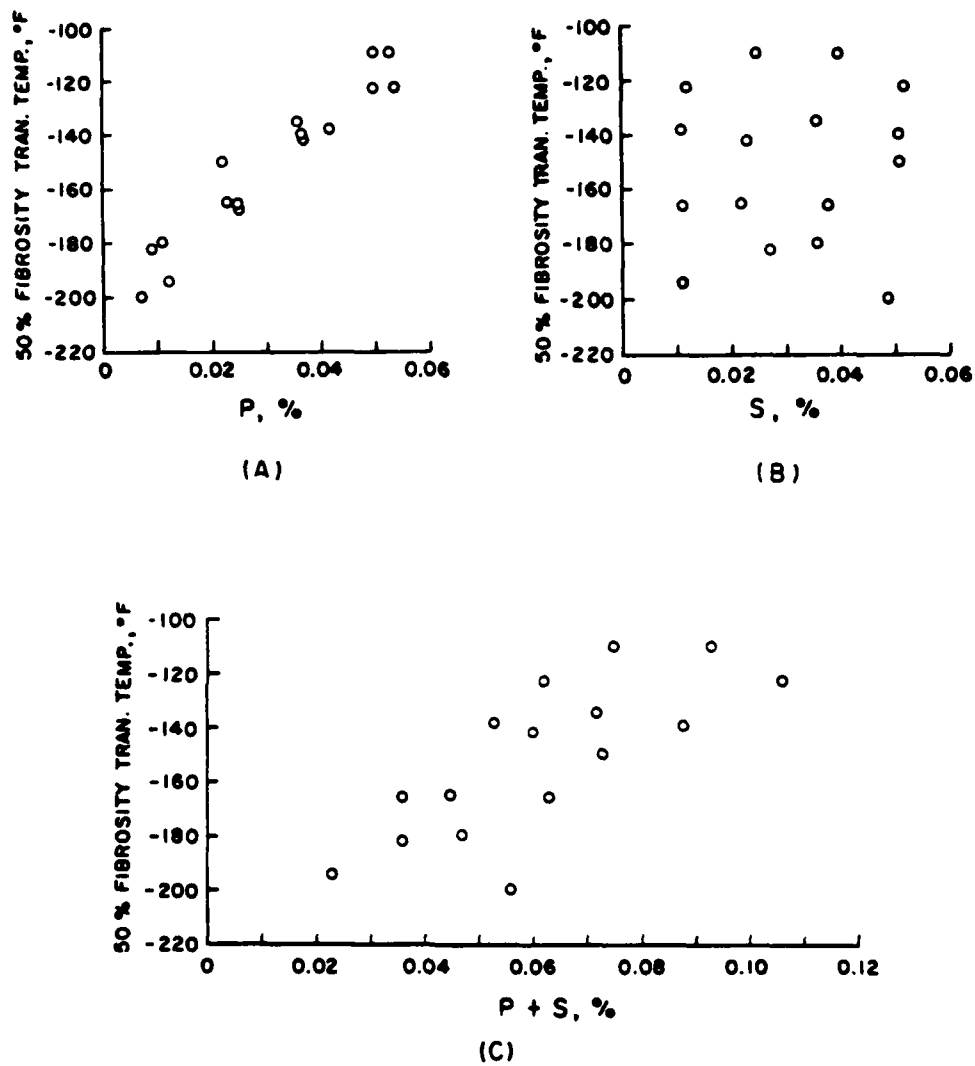 50 % FIBROSITY TRAN. TEMP., °F
-100
-120
-140
-160
-180
-200
-220
0 0.02 0.04 0.06
P, %
(A)
50 % FIBROSITY TRAN. TEMP., °F
-100
-120
-140
-160
-180
-200
-220
0 0.02 0.04 0.06
S, %
(B)
50 % FIBROSITY TRAN. TEMP., °F
-100
-120
-140
-160
-180
-200
-220
0 0.02 0.04 0.06 0.08 0.10 0.12
P + S, %
(C)